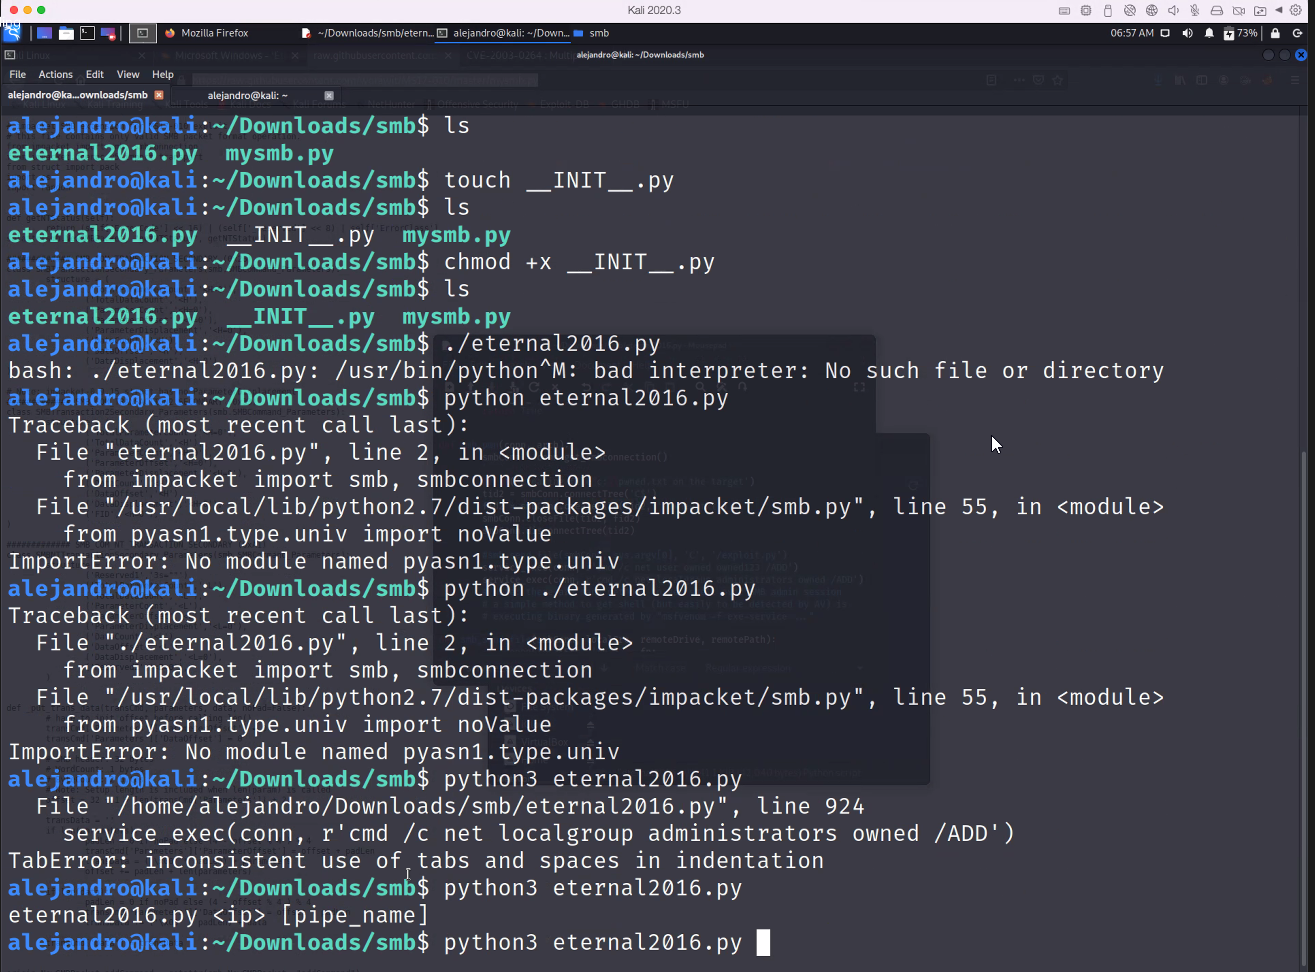 Kali 2020.3
Mozilla Firefox
~/Downloads/smb/etern...
alejandro@kali: ~/Down...
smb
06:57 AM
73%
alejandro@kali: ~/Downloads/smb
File Actions Edit View Help
alejandro@ka...ownloads/smb
alejandro@kali: ~
alejandro@kali:~/Downloads/smb$ ls
eternal2016.py mysmb.py
alejandro@kali:~/Downloads/smb$ touch __INIT__.py
alejandro@kali:~/Downloads/smb$ ls
eternal2016.py __INIT__.py mysmb.py
alejandro@kali:~/Downloads/smb$ chmod +x __INIT__.py
alejandro@kali:~/Downloads/smb$ ls
eternal2016.py __INIT__.py mysmb.py
alejandro@kali:~/Downloads/smb$ ./eternal2016.py
bash: ./eternal2016.py: /usr/bin/python^M: bad interpreter: No such file or directory
alejandro@kali:~/Downloads/smb$ python eternal2016.py
Traceback (most recent call last):
File "eternal2016.py", line 2, in <module>
from impacket import smb, smbconnection
File "/usr/local/lib/python2.7/dist-packages/impacket/smb.py", line 55, in <module>
from pyasn1.type.univ import noValue
ImportError: No module named pyasn1.type.univ
alejandro@kali:~/Downloads/smb$ python ./eternal2016.py
Traceback (most recent call last):
File "./eternal2016.py", line 2, in <module>
from impacket import smb, smbconnection
File "/usr/local/lib/python2.7/dist-packages/impacket/smb.py", line 55, in <module>
from pyasn1.type.univ import noValue
ImportError: No module named pyasn1.type.univ
alejandro@kali:~/Downloads/smb$ python3 eternal2016.py
File "/home/alejandro/Downloads/smb/eternal2016.py", line 924
service_exec(conn, r'cmd /c net localgroup administrators owned /ADD')
TabError: inconsistent use of tabs and spaces in indentation
alejandro@kali:~/Downloads/smb$ python3 eternal2016.py
eternal2016.py <ip> [pipe_name]
alejandro@kali:~/Downloads/smb$ python3 eternal2016.py